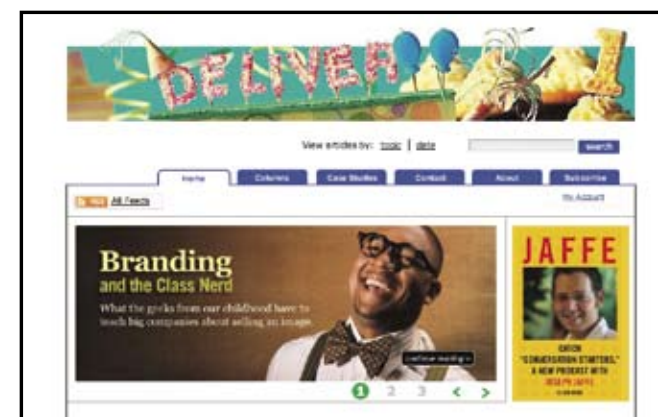 DELIVER 1
View articles by: topic | date search
Home Columns Case Studies Contact About Subscribe
RSS All Feeds My Account
Branding
and the Class Nerd
What the geeks from our childhood have to
teach big companies about selling an image.
continue reading
1 2 3 < >
JAFFE
"CONVERSATION STARTERS,"
A NEW PODCAST WITH
JOSEPH JAFFE